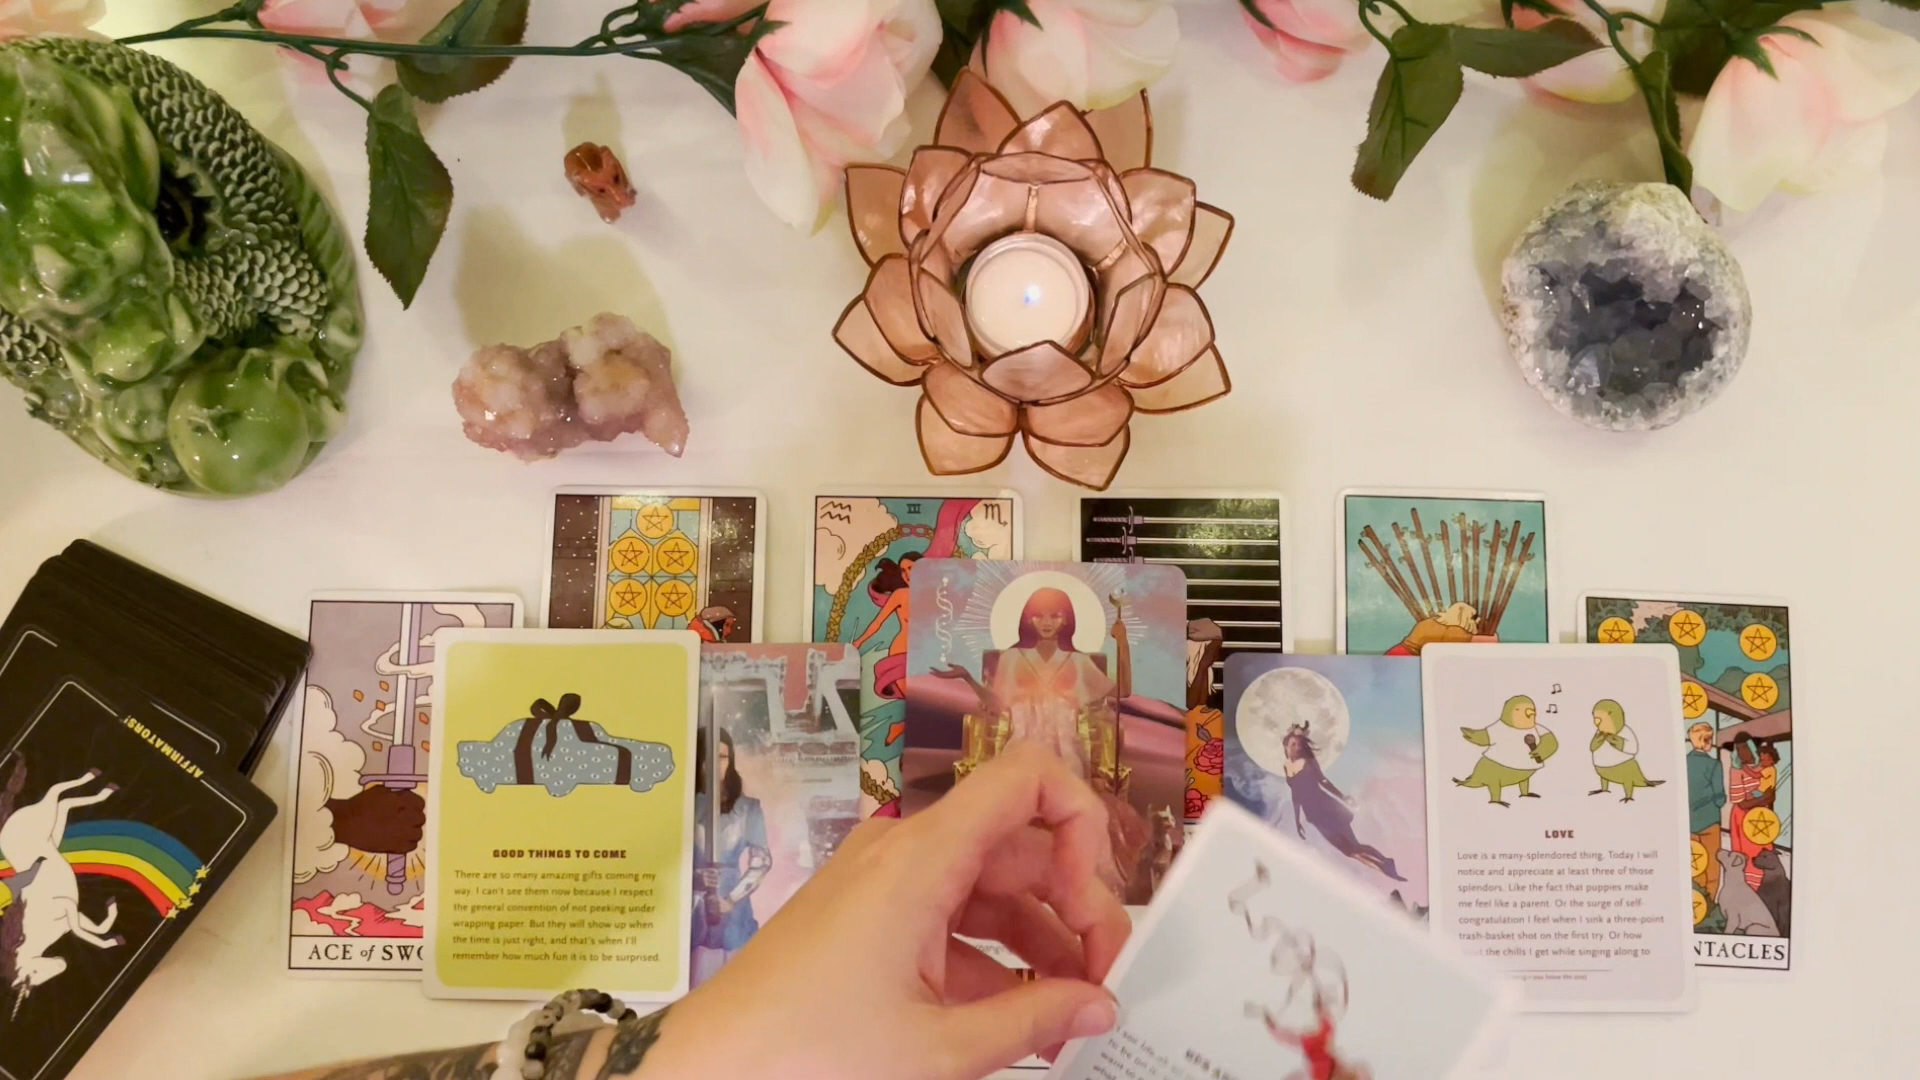 III
AFFIRMATORS!
ACE of SWO
GOOD THINGS TO COME
There are so many amazing gifts coming my
way. I can't see them now because I respect
the general convention of not peeking under
wrapping paper. But they will show up when
the time is just right, and that's when I'll
remember how much fun it is to be surprised.
LOVE
Love is a many-splendored thing. Today I will
notice and appreciate at least three of those
splendors. Like the fact that puppies make
me feel like a parent. Or the surge of self-
congratulation I feel when I sink a three-point
trash-basket shot on the first try. Or how
the chills I get while singing along to
you know the one)
NTACLES